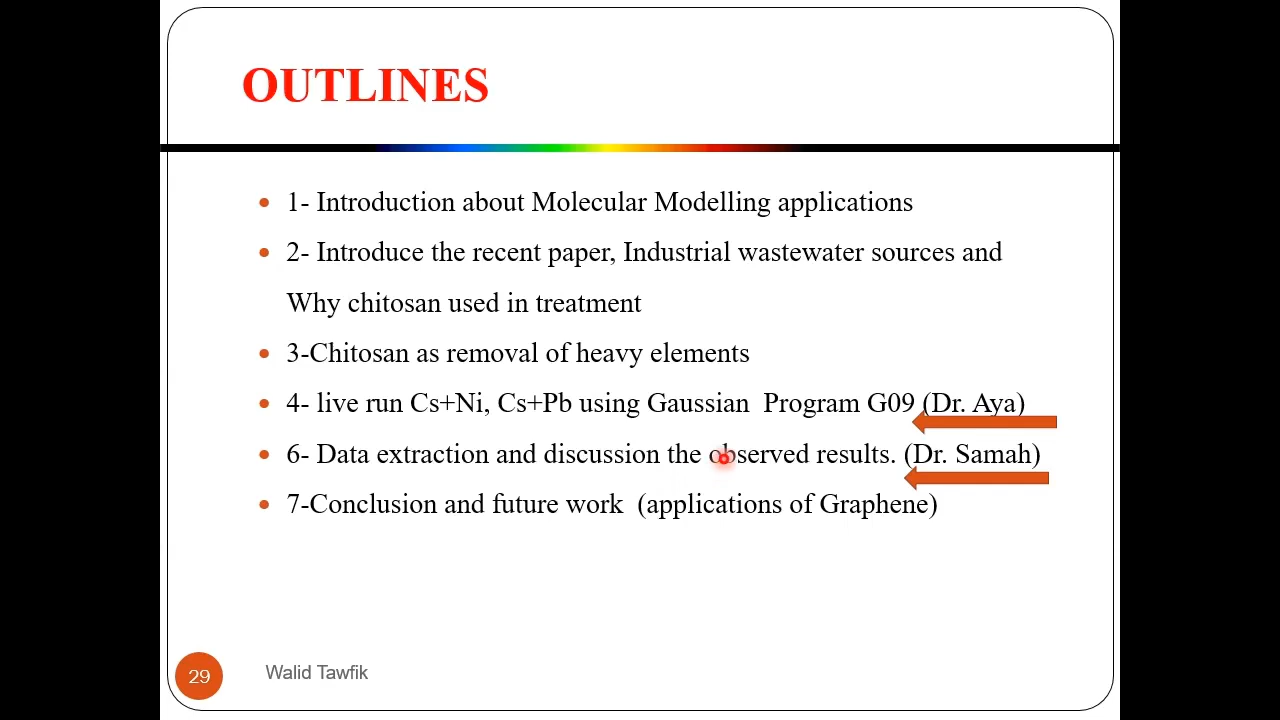 OUTLINES
1- Introduction about Molecular Modelling applications
2- Introduce the recent paper, Industrial wastewater sources and
Why chitosan used in treatment
3-Chitosan as removal of heavy elements
4- live run Cs+Ni, Cs+Pb using Gaussian Program G09 (Dr. Aya)
6- Data extraction and discussion the observed results. (Dr. Samah)
7-Conclusion and future work (applications of Graphene)
29
Walid Tawfik